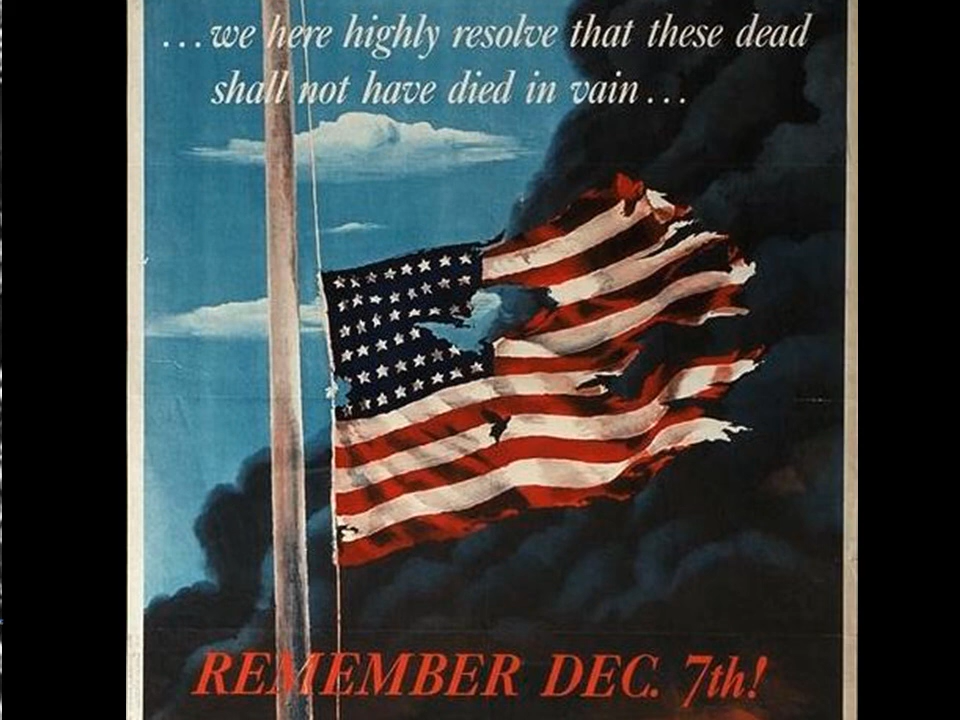 ...we here highly resolve that these dead
shall not have died in vain...
REMEMBER DEC. 7th!